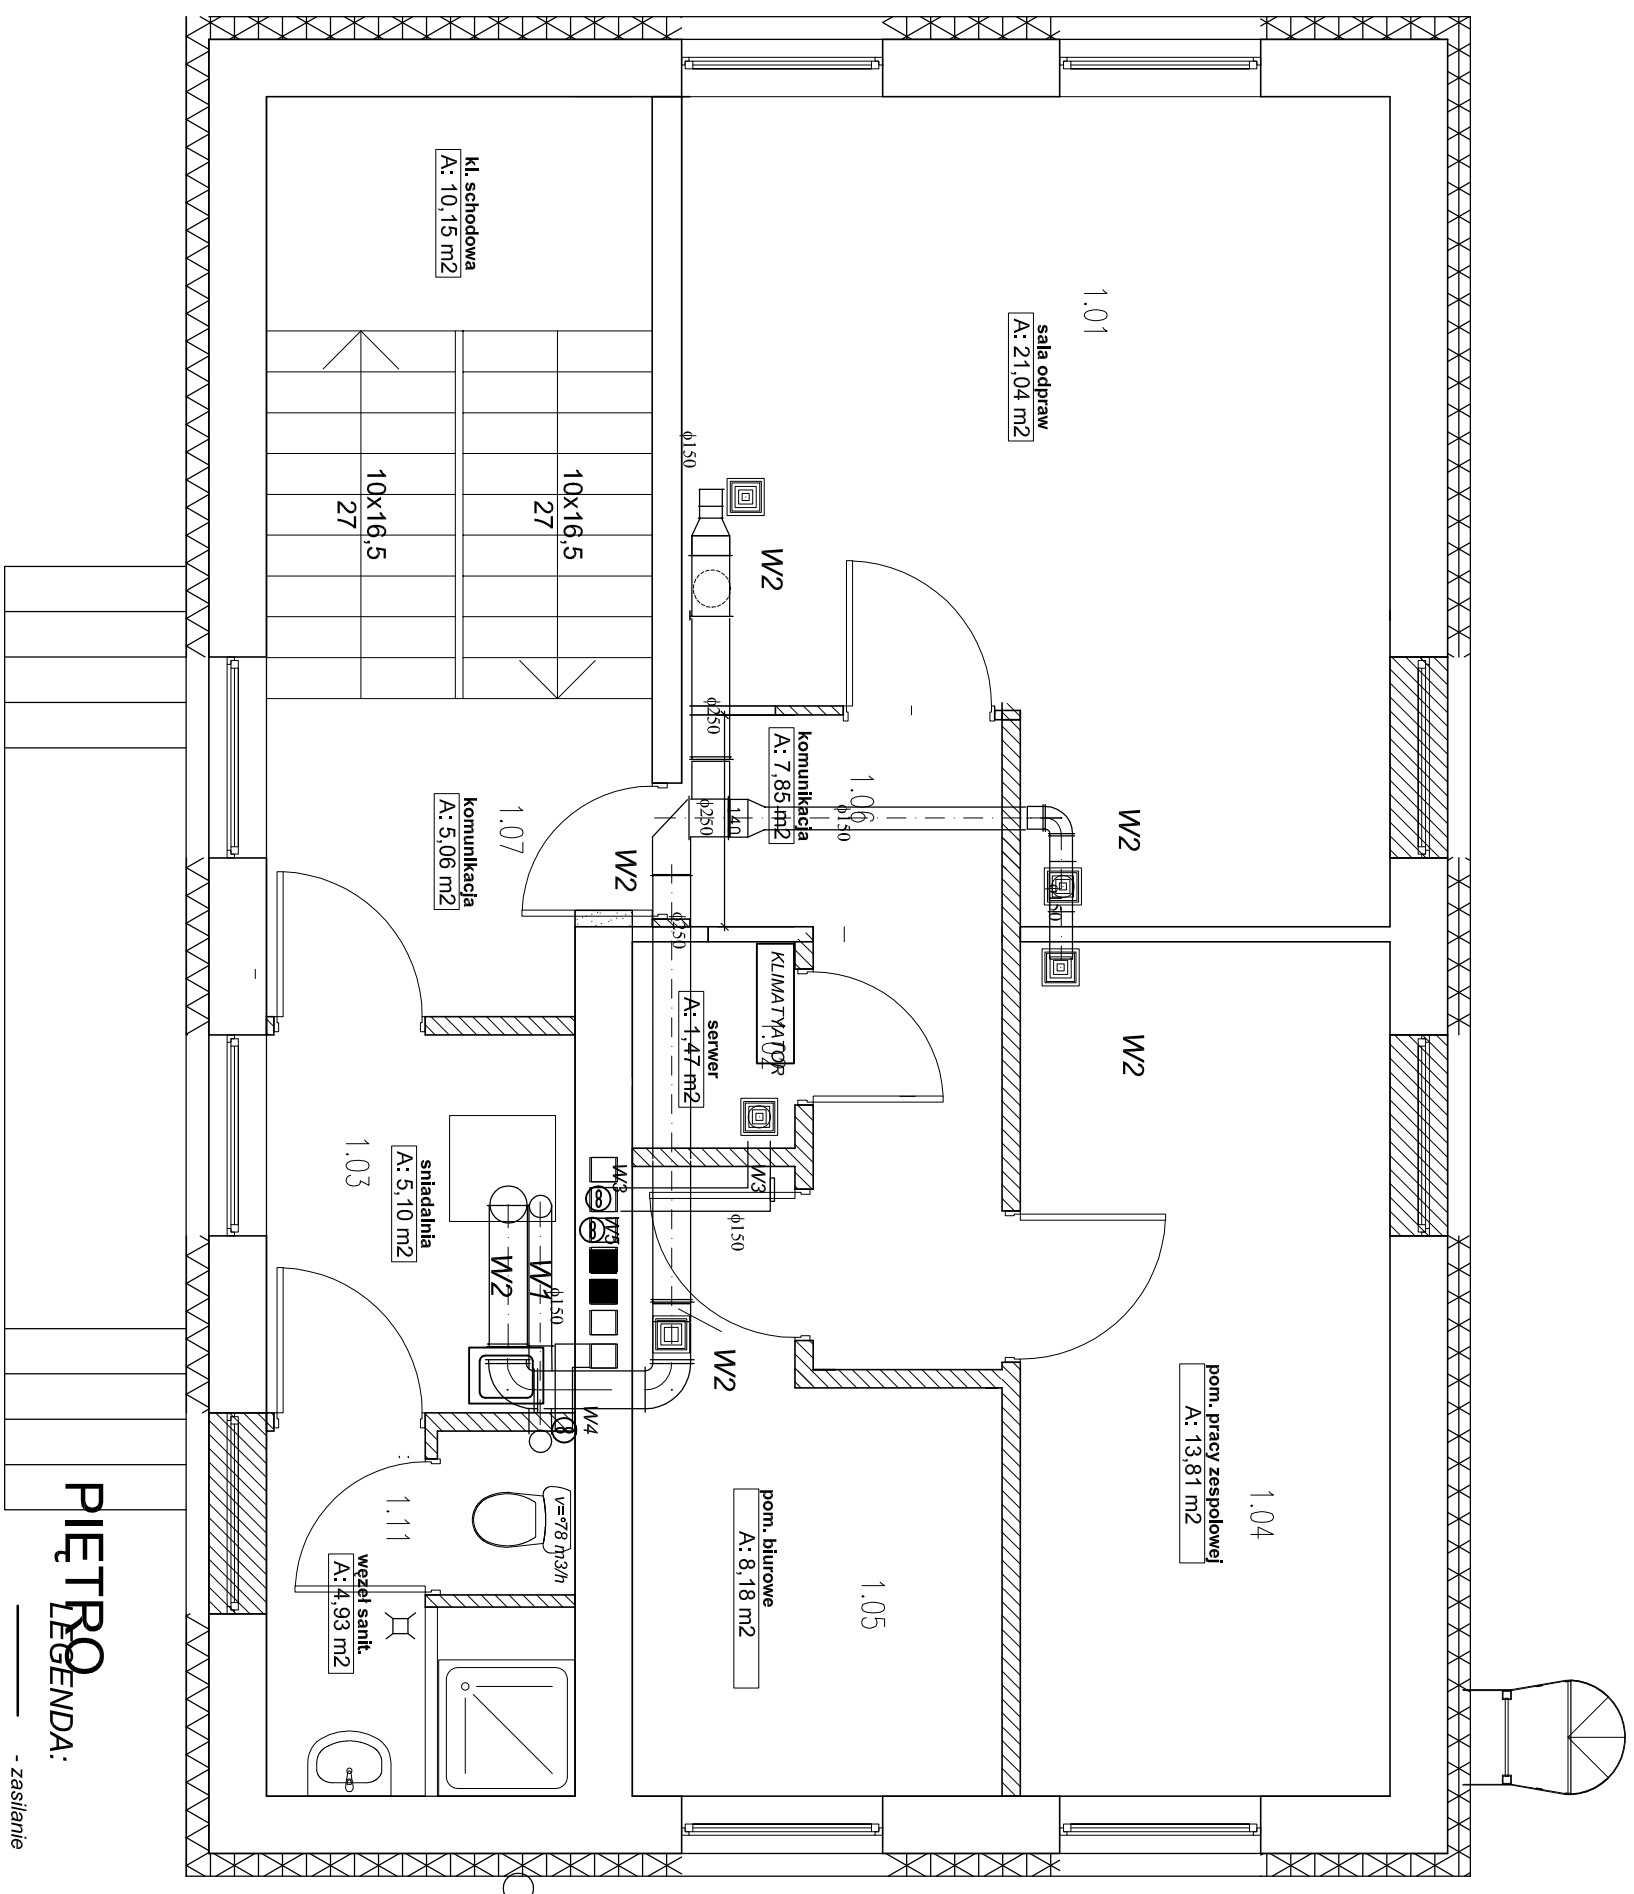 kl. schodowa
A: 10,15 m2
1.01
sala odpraw
A: 21,04 m2
10x16,5
27
10x16,5
27
ϕ150
W2
ϕ250
komunikacja
A: 7,85 m2
1.06
ϕ150
ϕ250
140
W2
ϕ150
1.07
komunikacja
A: 5,06 m2
W2
ϕ250
KLIMATYATOR
1.02
serwer
A: 1,47 m2
W2
1.03
sniadalnia
A: 5,10 m2
W3
W3
W5
ϕ150
W2
W1
ϕ150
W2
W4
pom. pracy zespolowej
A: 13,81 m2
1.04
pom. biurowe
A: 8,18 m2
1.05
v=°78 m3/h
1.11
węzeł sanit.
A: 4,93 m2
PIĘTRO
LEGENDA:
- zasilanie